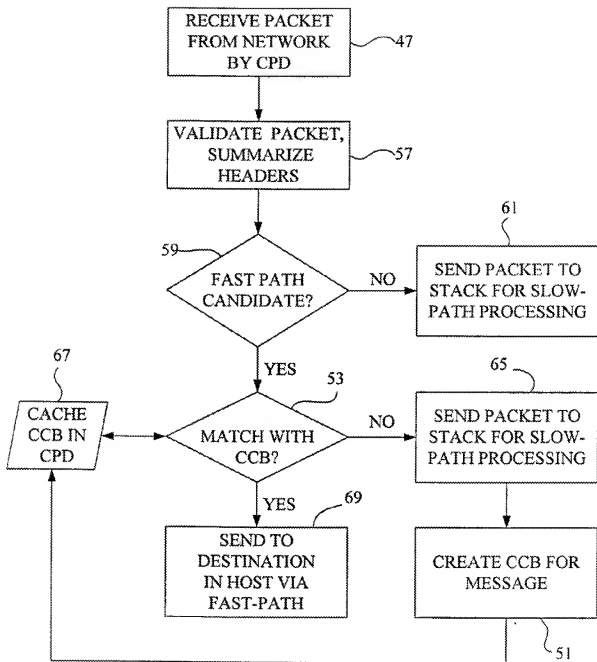 RECEIVE PACKET
FROM NETWORK
BY CPD
47
VALIDATE PACKET,
SUMMARIZE
HEADERS
57
59
FAST PATH
CANDIDATE?
NO
61
SEND PACKET TO
STACK FOR SLOW-
PATH PROCESSING
YES
67
CACHE
CCB IN
CPD
53
MATCH WITH
CCB?
NO
65
SEND PACKET TO
STACK FOR SLOW-
PATH PROCESSING
YES
69
SEND TO
DESTINATION
IN HOST VIA
FAST-PATH
CREATE CCB FOR
MESSAGE
51